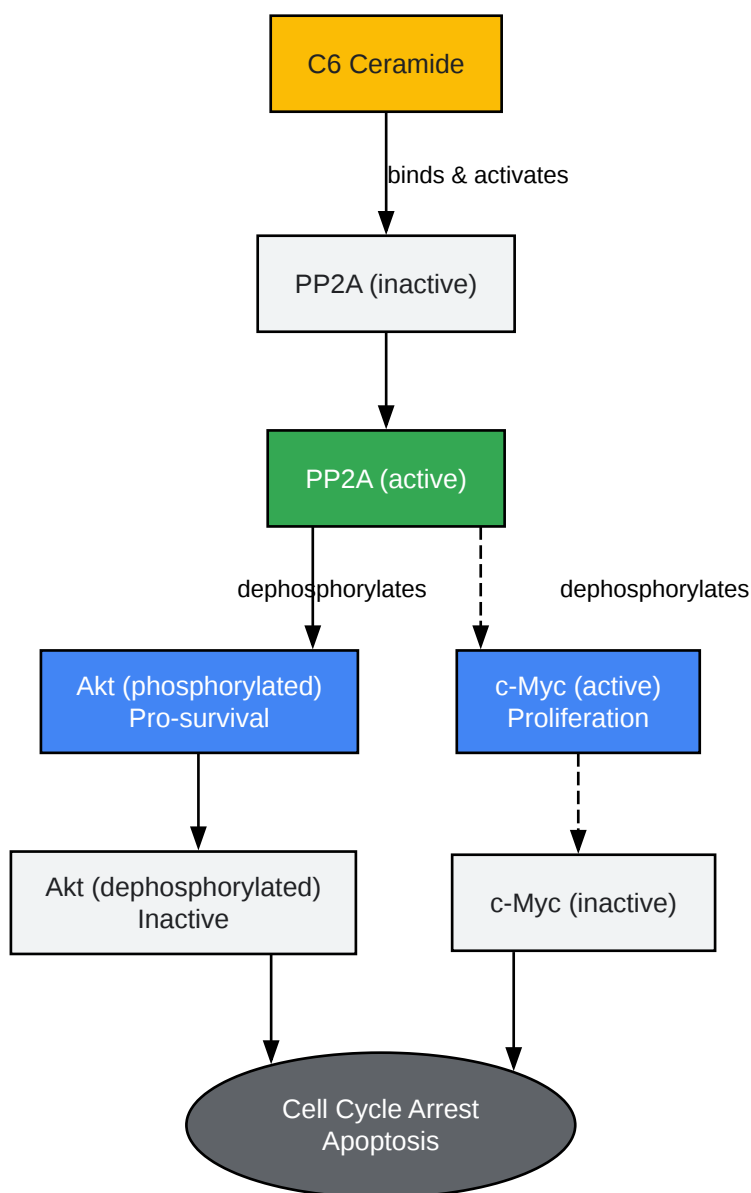 C6 Ceramide
binds & activates
PP2A (inactive)
PP2A (active)
dephosphorylates
dephosphorylates
Akt (phosphorylated)
Pro-survival
c-Myc (active)
Proliferation
Akt (dephosphorylated)
Inactive
c-Myc (inactive)
Cell Cycle Arrest
Apoptosis